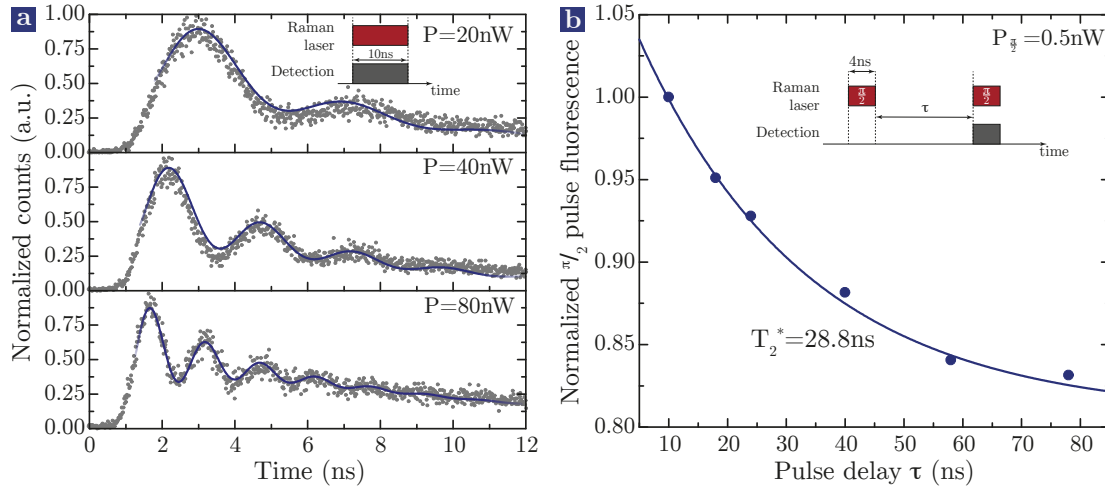 a
Normalized counts (a.u.)
1.00
0.75
0.50
0.25
0.00
P=20nW
Raman
laser
10ns
Detection
time
1.00
0.75
0.50
0.25
0.00
P=40nW
1.00
0.75
0.50
0.25
0.00
P=80nW
0 2 4 6 8 10 12
Time (ns)
b
Normalized π/2 pulse fluorescence
1.00
0.95
0.90
0.85
0.80
P_π/2=0.5nW
4ns
Raman
laser
π/2
π/2
τ
Detection
time
T₂*=28.8ns
10 20 30 40 50 60 70 80
Pulse delay τ (ns)